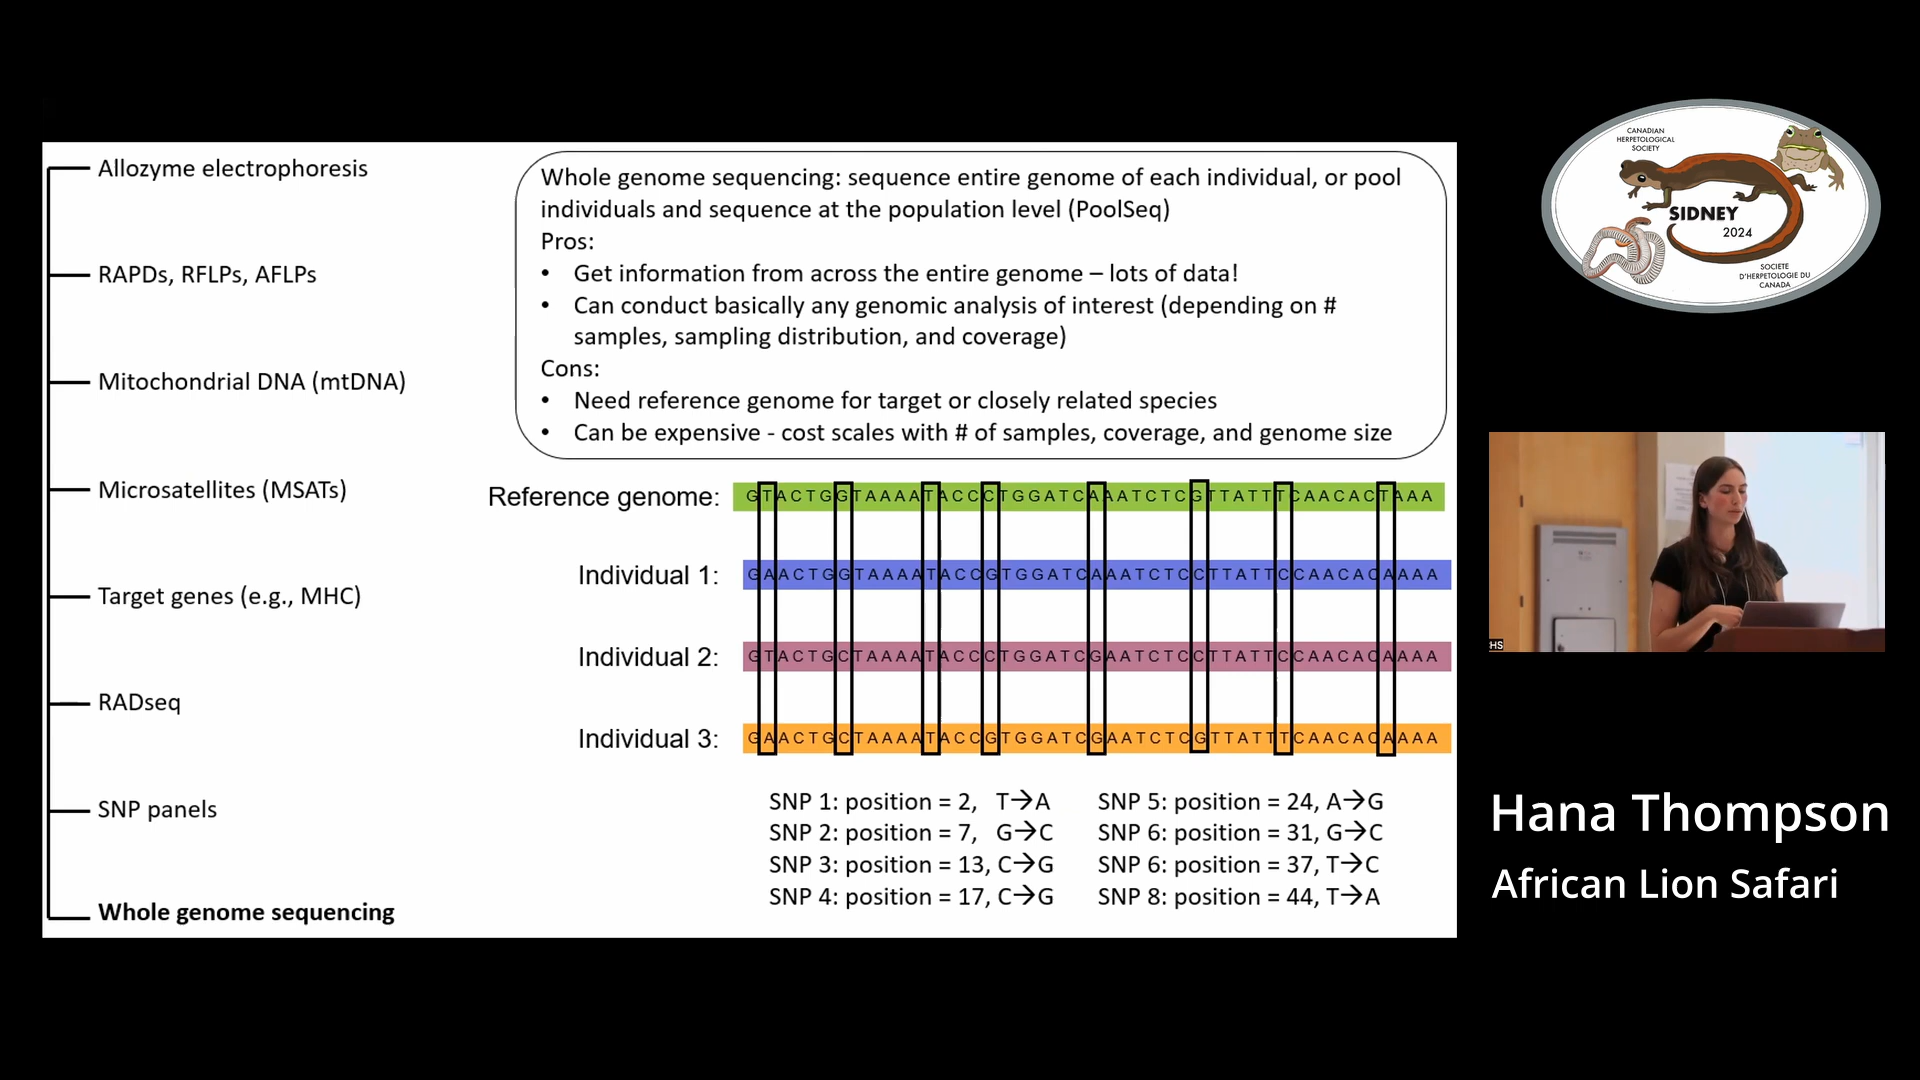 Allozyme electrophoresis
RAPDs, RFLPs, AFLPs
Mitochondrial DNA (mtDNA)
Microsatellites (MSATs)
Target genes (e.g., MHC)
RADseq
SNP panels
Whole genome sequencing
Whole genome sequencing: sequence entire genome of each individual, or pool
individuals and sequence at the population level (PoolSeq)
Pros:
• Get information from across the entire genome – lots of data!
• Can conduct basically any genomic analysis of interest (depending on #
samples, sampling distribution, and coverage)
Cons:
• Need reference genome for target or closely related species
• Can be expensive - cost scales with # of samples, coverage, and genome size
Reference genome: GTACTGGTAAAATACCCTGGATCAAATCTCGTTATTTCAACACTAAA
Individual 1: GAACTGGTAAAATACCGTGGATCAAATCTCCTTATTCCAACACAAAA
Individual 2: GTACTGCTAAAATACCCTGGATCGAATCTCCTTATTCCAACACAAAA
Individual 3: GAACTGCTAAAATACCGTGGATCGAATCTCGTTATTTCAACACAAAA
SNP 1: position = 2, T→A
SNP 2: position = 7, G→C
SNP 3: position = 13, C→G
SNP 4: position = 17, C→G
SNP 5: position = 24, A→G
SNP 6: position = 31, G→C
SNP 6: position = 37, T→C
SNP 8: position = 44, T→A
CANADIAN
HERPETOLOGICAL
SOCIETY
SIDNEY
2024
SOCIETE
D'HERPETOLOGIE DU
CANADA
HS
Hana Thompson
African Lion Safari